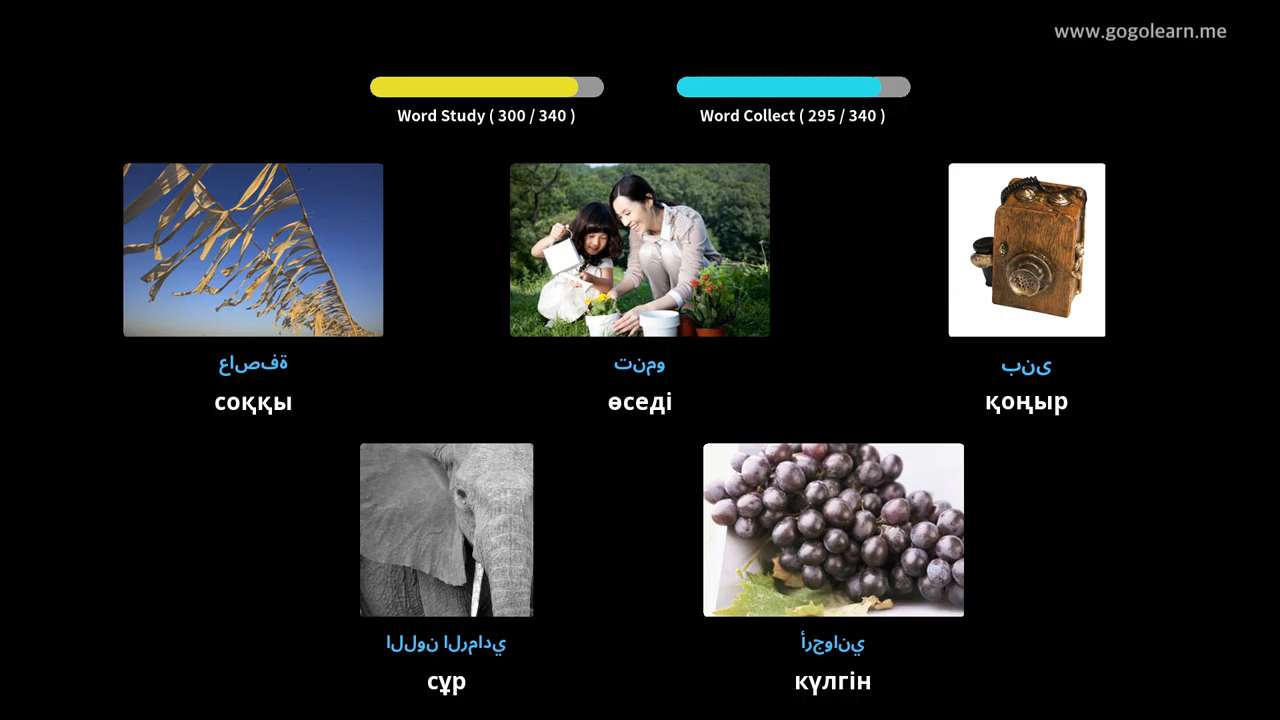 www.gogolearn.me
Word Study ( 300 / 340 )
Word Collect ( 295 / 340 )
عاصفة
تنمو
بنى
соққы
өседі
қоңыр
اللون الرمادي
أرجواني
сұр
күлгін